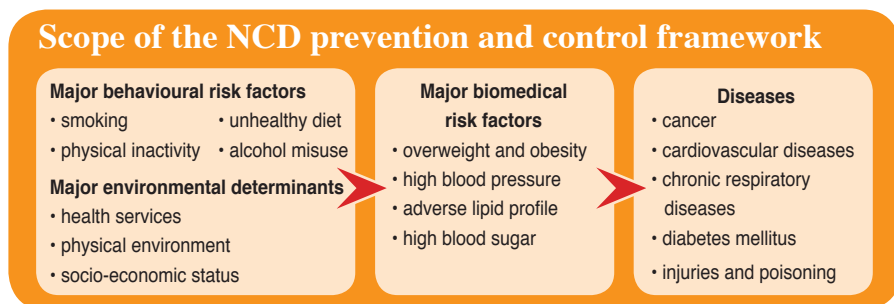 Scope of the NCD prevention and control framework
Major behavioural risk factors
• smoking • unhealthy diet
• physical inactivity • alcohol misuse
Major environmental determinants
• health services
• physical environment
• socio-economic status
Major biomedical
risk factors
• overweight and obesity
• high blood pressure
• adverse lipid profile
• high blood sugar
Diseases
• cancer
• cardiovascular diseases
• chronic respiratory
diseases
• diabetes mellitus
• injuries and poisoning